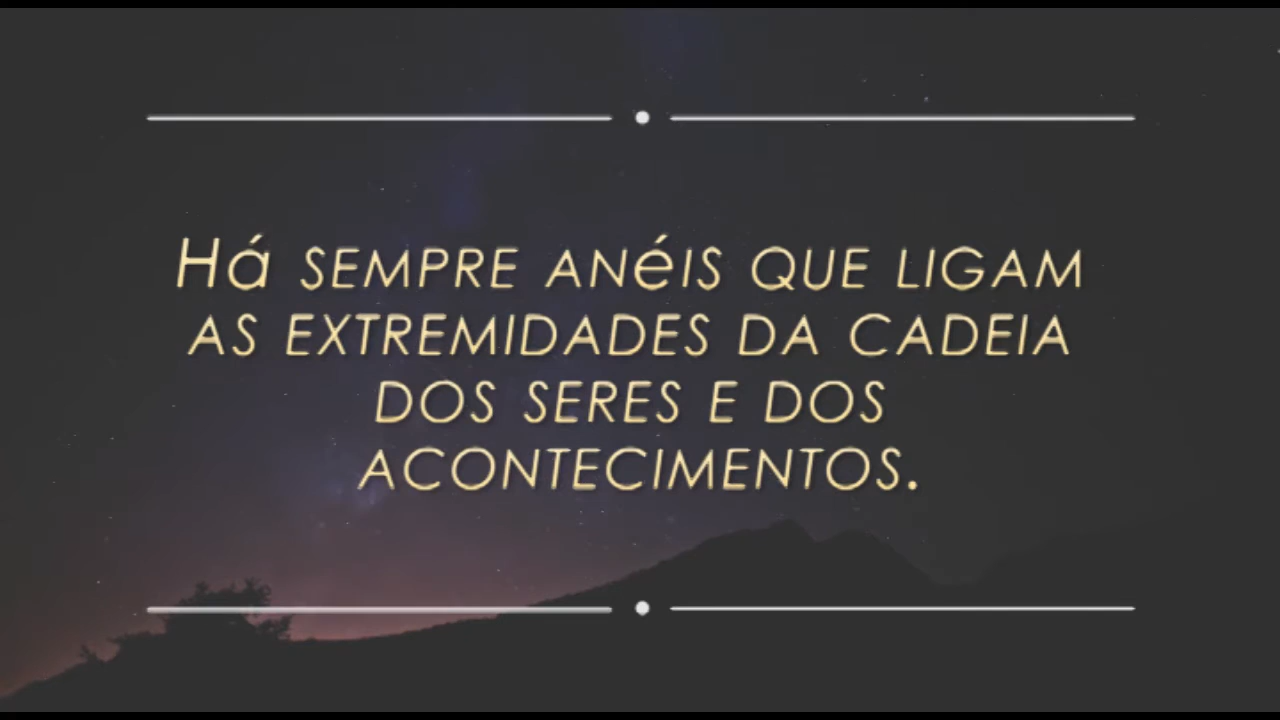 Há SEMPRE ANéIS QUE LIGAM
AS EXTREMIDADES DA CADEIA
DOS SERES E DOS
ACONTECIMENTOS.